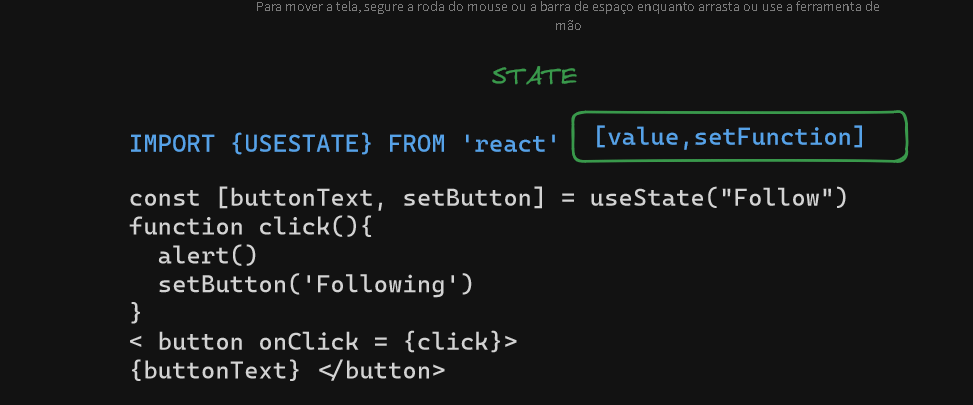 Para mover a tela, segure a roda do mouse ou a barra de espaço enquanto arrasta ou use a ferramenta de
mão
STATE
IMPORT {USESTATE} FROM 'react' [value,setFunction]
const [buttonText, setButton] = useState("Follow")
function click(){
alert()
setButton('Following')
}
< button onClick = {click}>
{buttonText} </button>